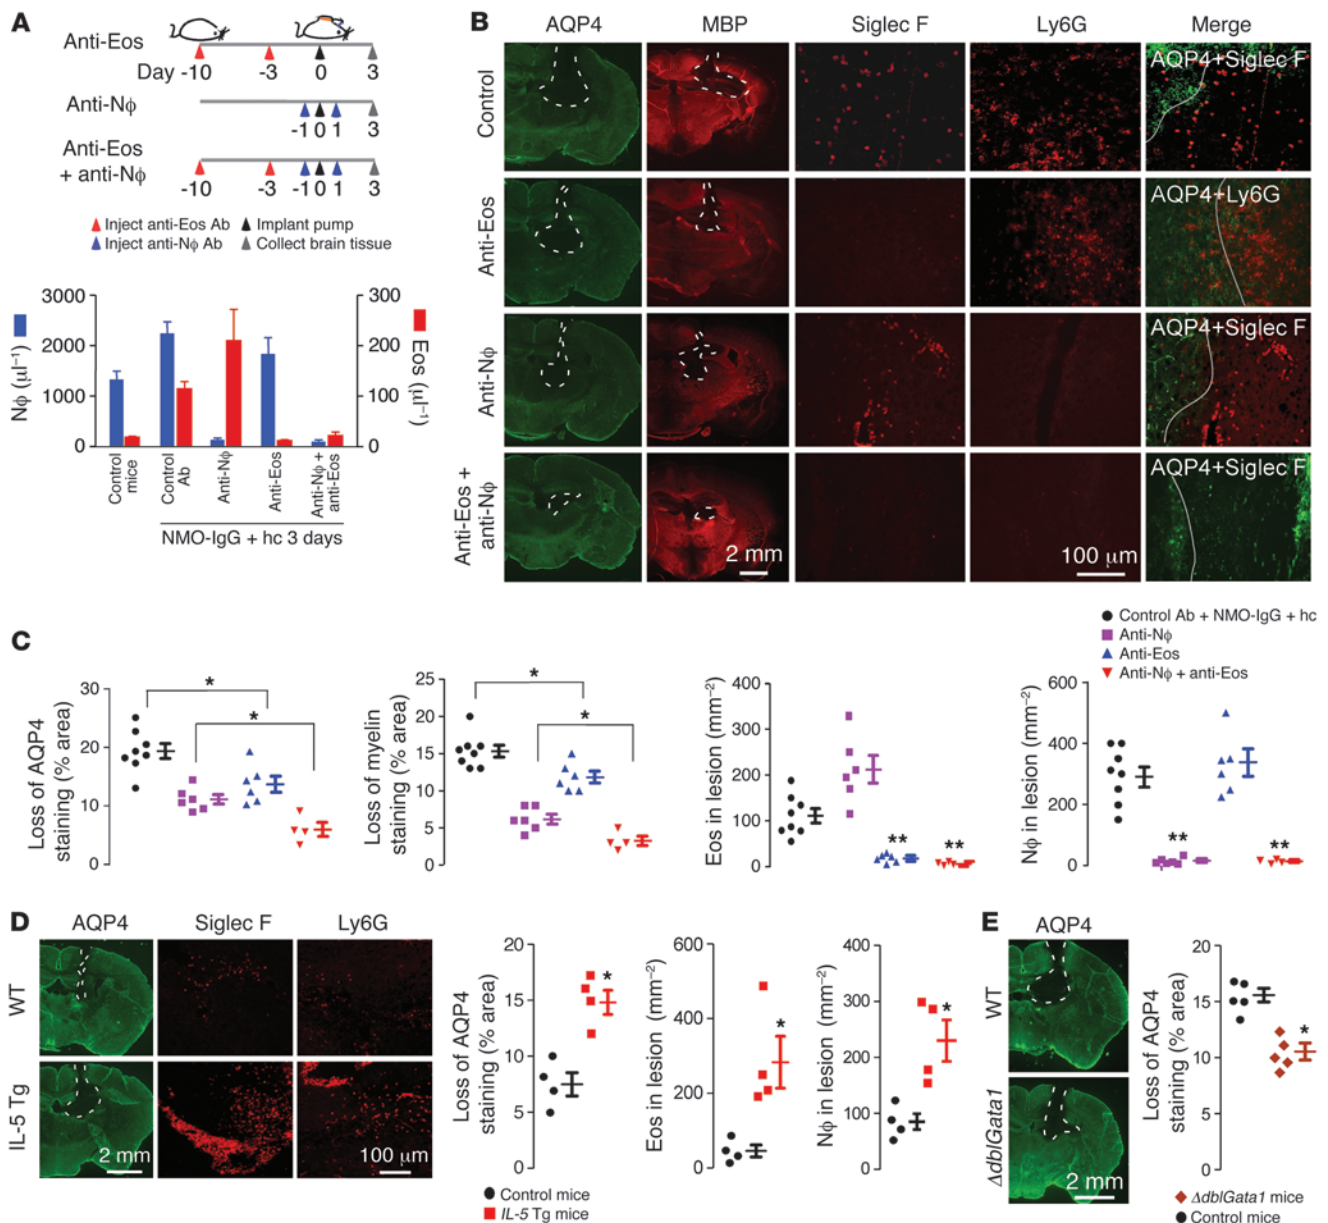 A
Anti-Eos
Day -10 -3 0 3
Anti-Nϕ
-1 0 1 3
Anti-Eos
+ anti-Nϕ
-10 -3 -1 0 1 3
Inject anti-Eos Ab
Implant pump
Inject anti-Nϕ Ab
Collect brain tissue
Nϕ (μl⁻¹)
3000
2000
1000
0
300
200
100
0
Eos (μl⁻¹)
Control
mice
Control
Ab
Anti-Nϕ
Anti-Eos
Anti-Nϕ +
anti-Eos
NMO-IgG + hc 3 days
B
AQP4 MBP Siglec F Ly6G Merge
Control
AQP4+Siglec F
Anti-Eos
AQP4+Ly6G
Anti-Nϕ
AQP4+Siglec F
Anti-Eos +
anti-Nϕ
AQP4+Siglec F
2 mm
100 μm
C
Control Ab + NMO-IgG + hc
Anti-Nϕ
Anti-Eos
Anti-Nϕ + anti-Eos
Loss of AQP4
staining (% area)
30
20
10
0
*
*
Loss of myelin
staining (% area)
25
20
15
10
5
0
*
*
Eos in lesion (mm⁻²)
400
300
200
100
0
**
**
Nϕ in lesion (mm⁻²)
600
400
200
0
**
**
D
AQP4 Siglec F Ly6G
WT
IL-5 Tg
2 mm
100 μm
Loss of AQP4
staining (% area)
20
15
10
5
0
*
Control mice
IL-5 Tg mice
Eos in lesion (mm⁻²)
600
400
200
0
*
Nϕ in lesion (mm⁻²)
400
300
200
100
0
*
E
AQP4
WT
ΔdblGata1
2 mm
Loss of AQP4
staining (% area)
20
15
10
5
0
*
ΔdblGata1 mice
Control mice